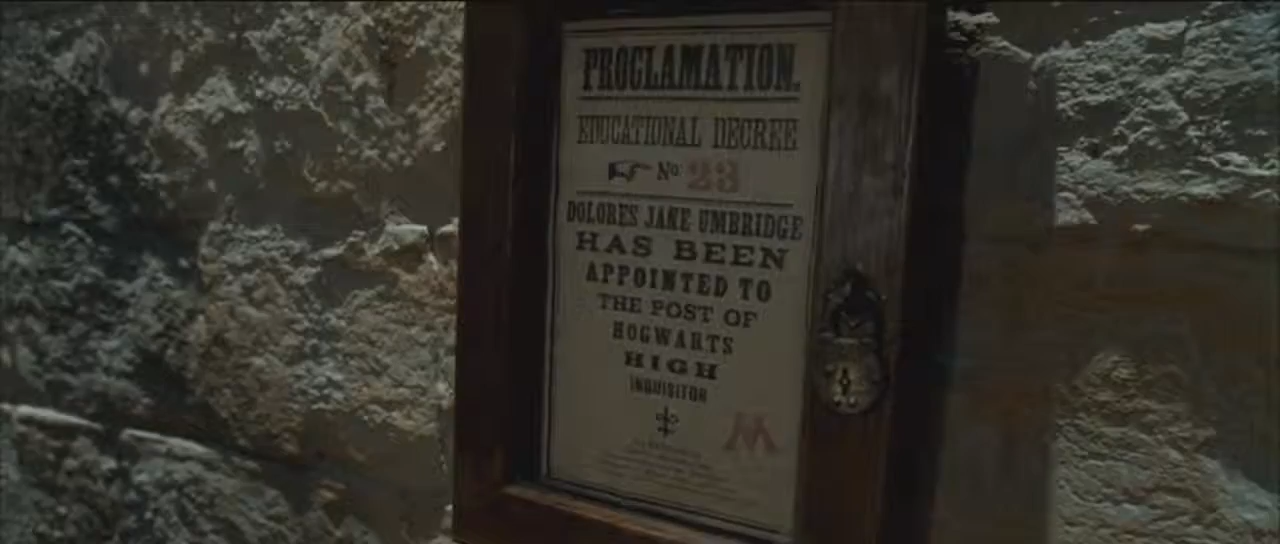 PROCLAMATION.
EDUCATIONAL DECREE
No. 23
DOLORES JANE UMBRIDGE
HAS BEEN
APPOINTED TO
THE POST OF
HOGWARTS
HIGH
INQUISITOR
M